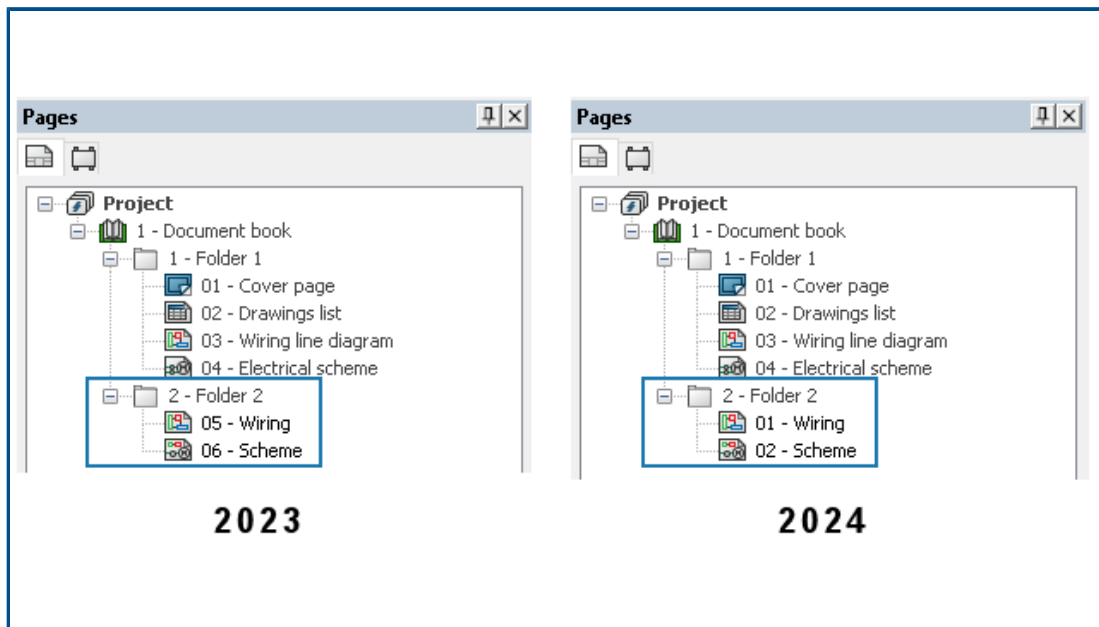 Pages
Project
1 - Document book
1 - Folder 1
01 - Cover page
02 - Drawings list
03 - Wiring line diagram
04 - Electrical scheme
2 - Folder 2
05 - Wiring
06 - Scheme
2023
Pages
Project
1 - Document book
1 - Folder 1
01 - Cover page
02 - Drawings list
03 - Wiring line diagram
04 - Electrical scheme
2 - Folder 2
01 - Wiring
02 - Scheme
2024